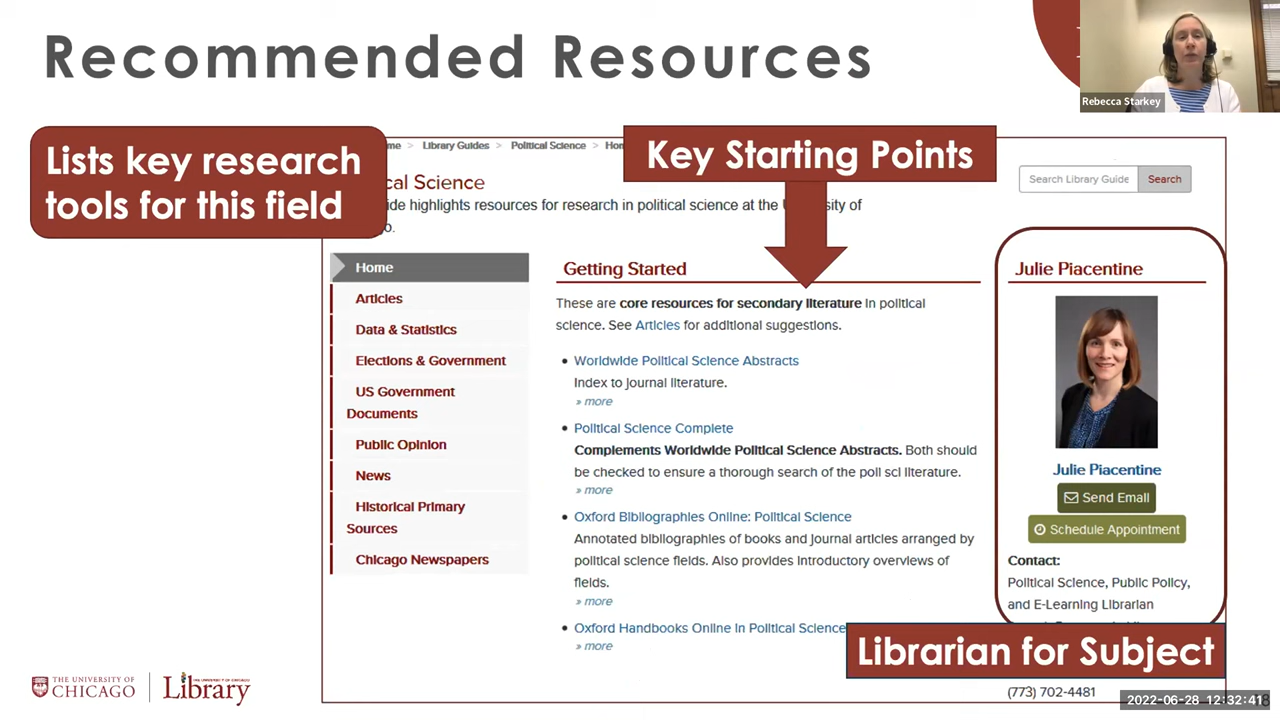 Recommended Resources
Rebecca Starkey
Lists key research
tools for this field
Library Guides > Political Science >
Key Starting Points
Search Library Guide Search
Science
highlights resources for research in political science at the
Home
Articles
Data & Statistics
Elections & Government
US Government
Documents
Public Opinion
News
Historical Primary
Sources
Chicago Newspapers
Getting Started
These are core resources for secondary literature in political
science. See Articles for additional suggestions.
• Worldwide Political Science Abstracts
Index to journal literature.
» more
• Political Science Complete
Complements Worldwide Political Science Abstracts. Both should
be checked to ensure a thorough search of the poli sci literature.
» more
• Oxford Bibliographies Online: Political Science
Annotated bibliographies of books and journal articles arranged by
political science fields. Also provides introductory overviews of
fields.
» more
• Oxford Handbooks Online in Political Science
» more
Julie Piacentine
Julie Piacentine
Send Email
Schedule Appointment
Contact:
Political Science, Public Policy,
and E-Learning Librarian
Librarian for Subject
(773) 702-4481
THE UNIVERSITY OF
CHICAGO
THE UNIVERSITY OF CHICAGO
Library
2022-06-28 12:32:41